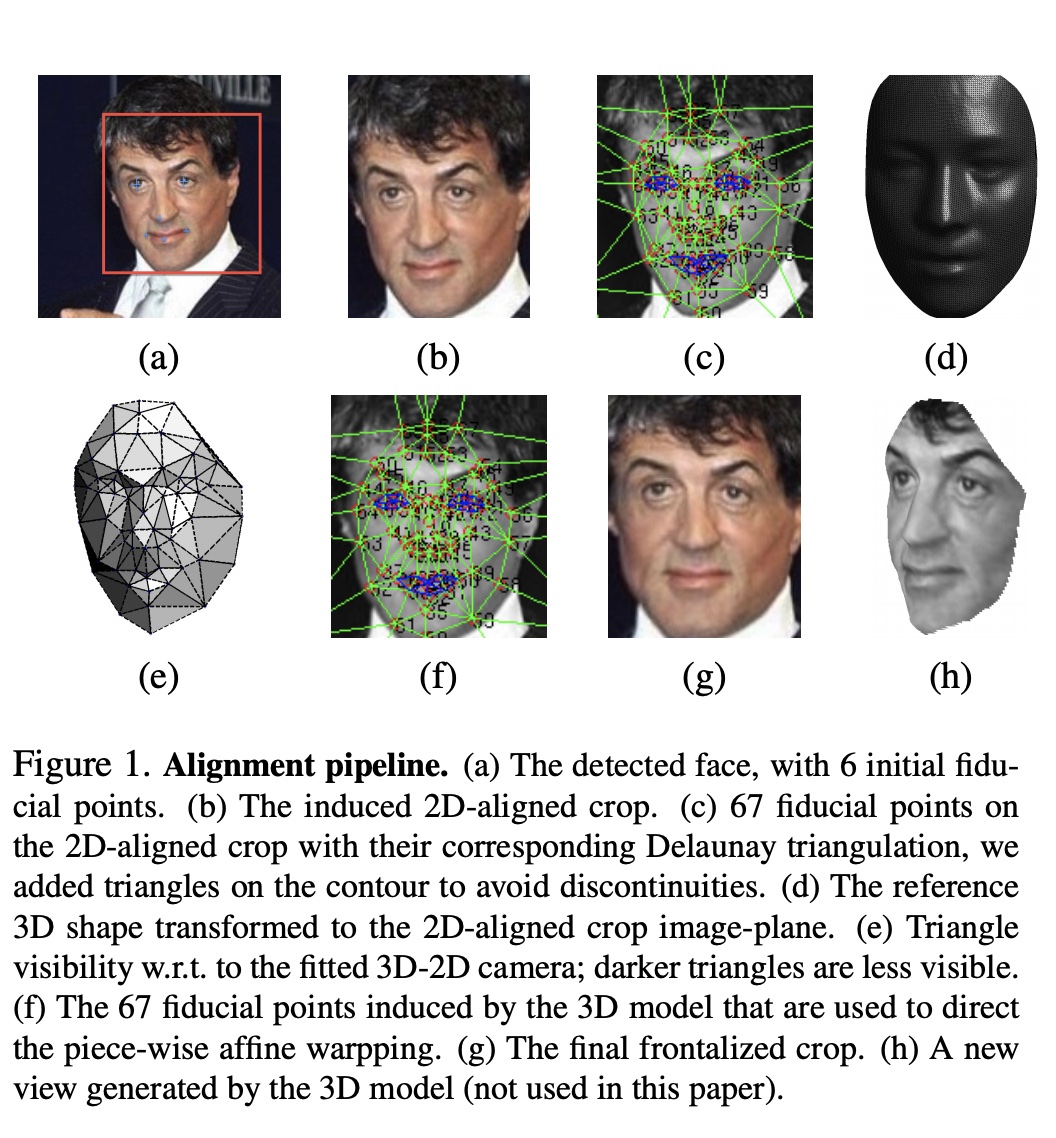 (a)
(b)
(c)
(d)
(e)
(f)
(g)
(h)
Figure 1. Alignment pipeline. (a) The detected face, with 6 initial fidu-
cial points. (b) The induced 2D-aligned crop. (c) 67 fiducial points on
the 2D-aligned crop with their corresponding Delaunay triangulation, we
added triangles on the contour to avoid discontinuities. (d) The reference
3D shape transformed to the 2D-aligned crop image-plane. (e) Triangle
visibility w.r.t. to the fitted 3D-2D camera; darker triangles are less visible.
(f) The 67 fiducial points induced by the 3D model that are used to direct
the piece-wise affine warpping. (g) The final frontalized crop. (h) A new
view generated by the 3D model (not used in this paper).